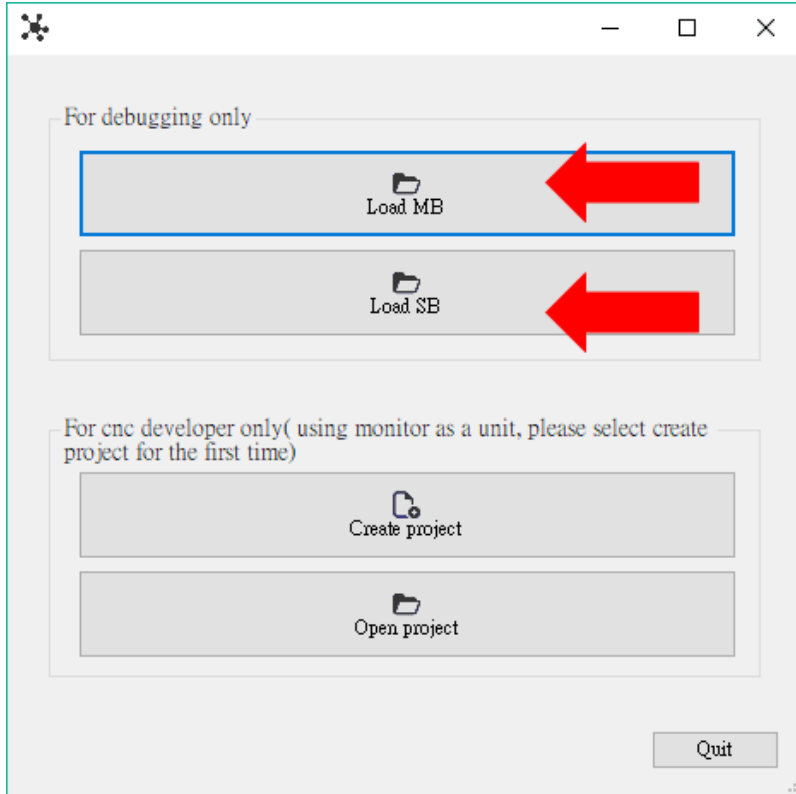 For debugging only
Load MB
Load SB
For cnc developer only( using monitor as a unit, please select create
project for the first time)
Create project
Open project
Quit